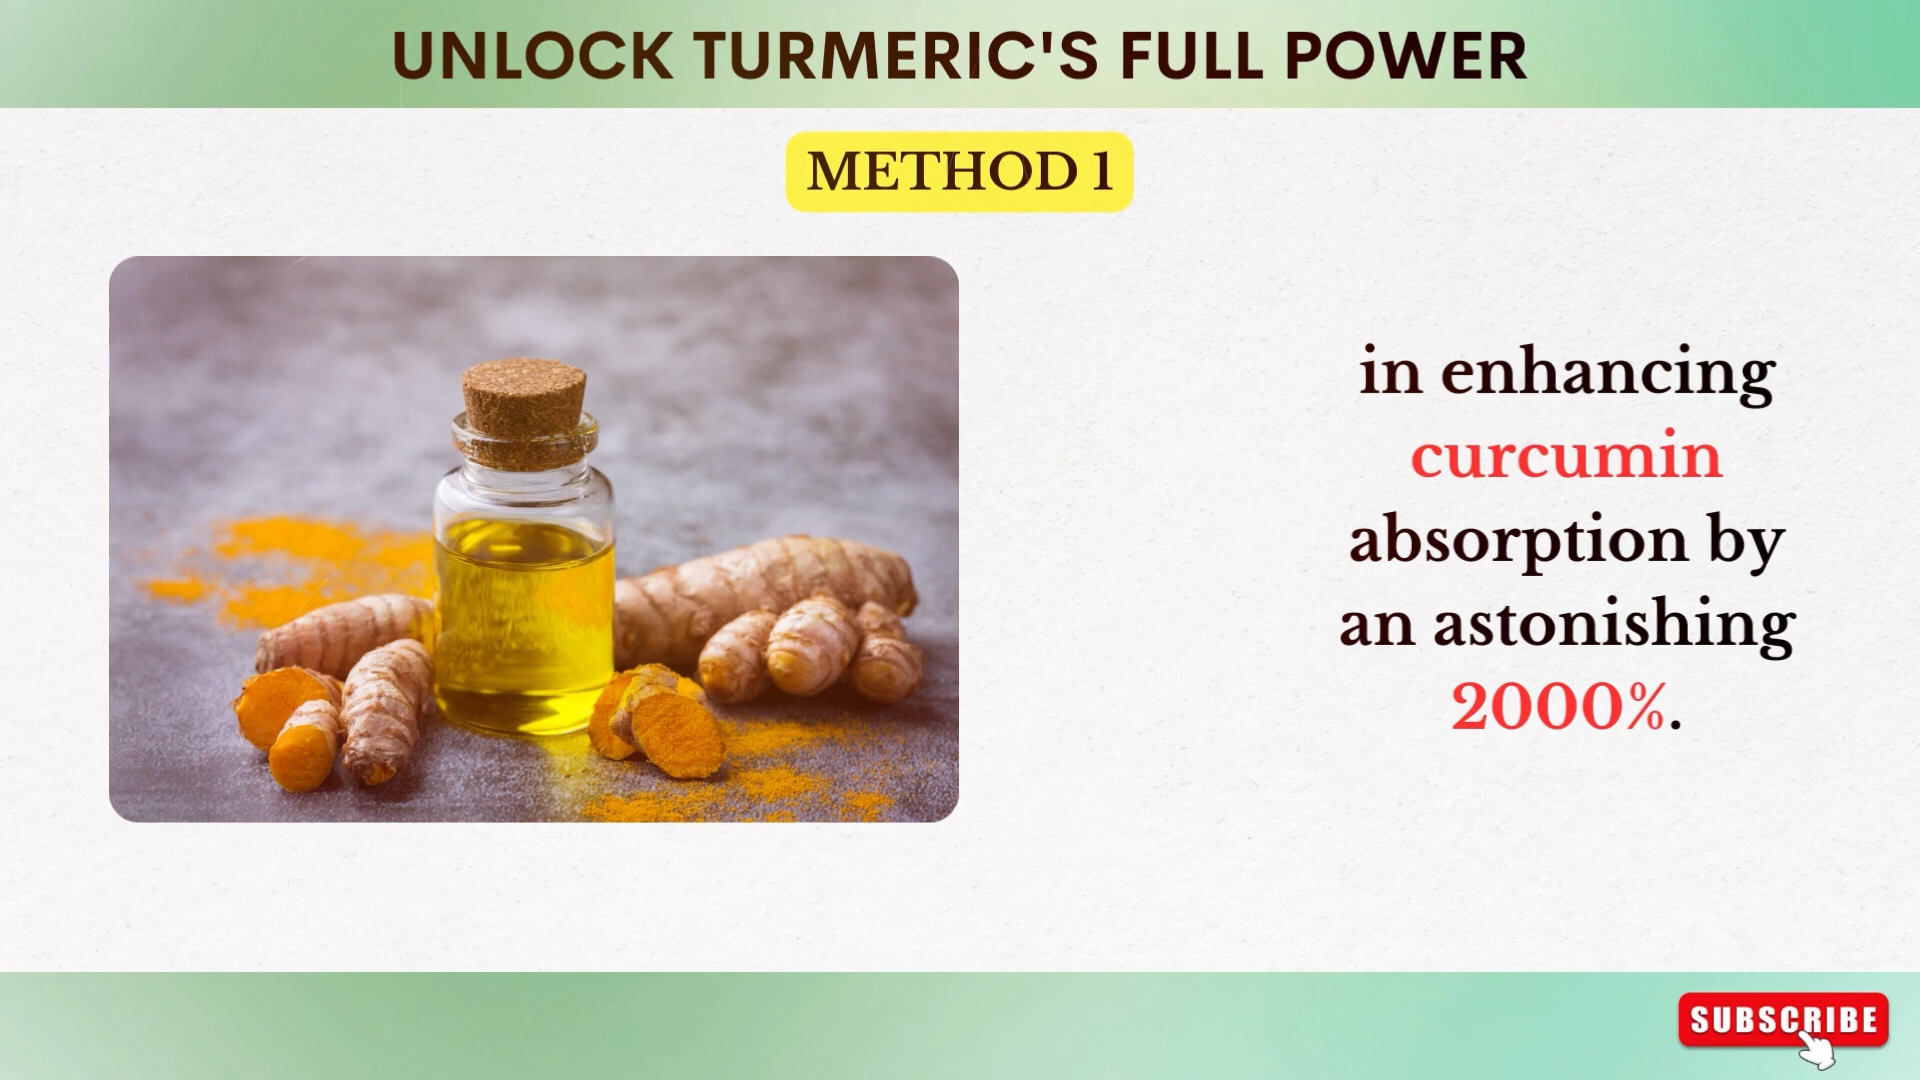 UNLOCK TURMERIC'S FULL POWER
METHOD 1
in enhancing
curcumin
absorption by
an astonishing
2000%.
SUBSCRIBE